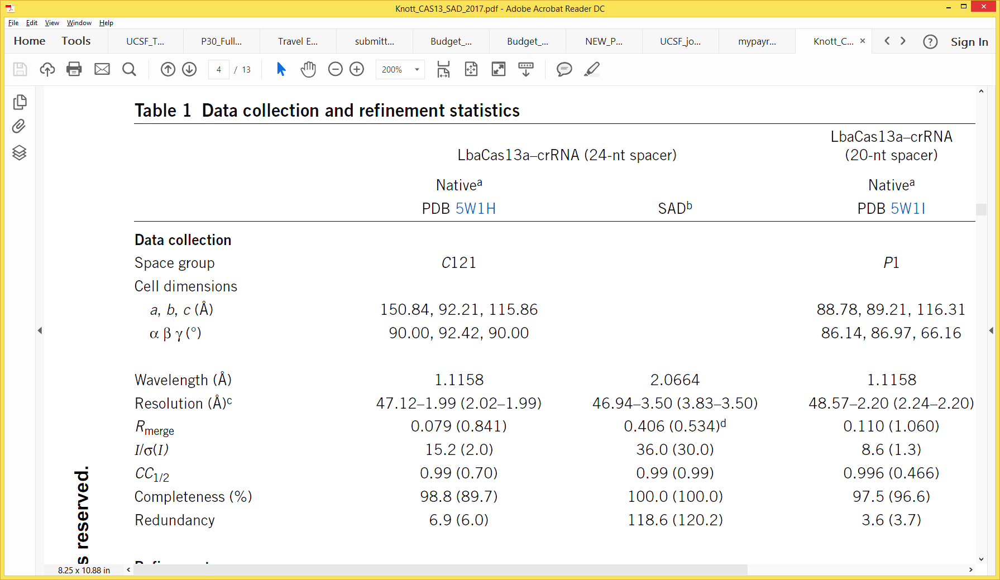 Knott_CAS13_SAD_2017.pdf - Adobe Acrobat Reader DC
File Edit View Window Help
Home Tools UCSF_T... P30_Full... Travel E... submitt... Budget_... Budget_... NEW_P... UCSF_jo... mypayr... Knott_C... × Sign In
4 / 13 200%
Table 1 Data collection and refinement statistics
LbaCas13a–crRNA
LbaCas13a–crRNA (24-nt spacer) (20-nt spacer)
Nativeᵃ Nativeᵃ
PDB 5W1H SADᵇ PDB 5W1I
Data collection
Space group C121 P1
Cell dimensions
a, b, c (Å) 150.84, 92.21, 115.86 88.78, 89.21, 116.31
α β γ (°) 90.00, 92.42, 90.00 86.14, 86.97, 66.16
Wavelength (Å) 1.1158 2.0664 1.1158
Resolution (Å)ᶜ 47.12–1.99 (2.02–1.99) 46.94–3.50 (3.83–3.50) 48.57–2.20 (2.24–2.20)
Rmerge 0.079 (0.841) 0.406 (0.534)ᵈ 0.110 (1.060)
I/σ(I) 15.2 (2.0) 36.0 (30.0) 8.6 (1.3)
CC1/2 0.99 (0.70) 0.99 (0.99) 0.996 (0.466)
Completeness (%) 98.8 (89.7) 100.0 (100.0) 97.5 (96.6)
Redundancy 6.9 (6.0) 118.6 (120.2) 3.6 (3.7)
s reserved.
8.25 x 10.88 in